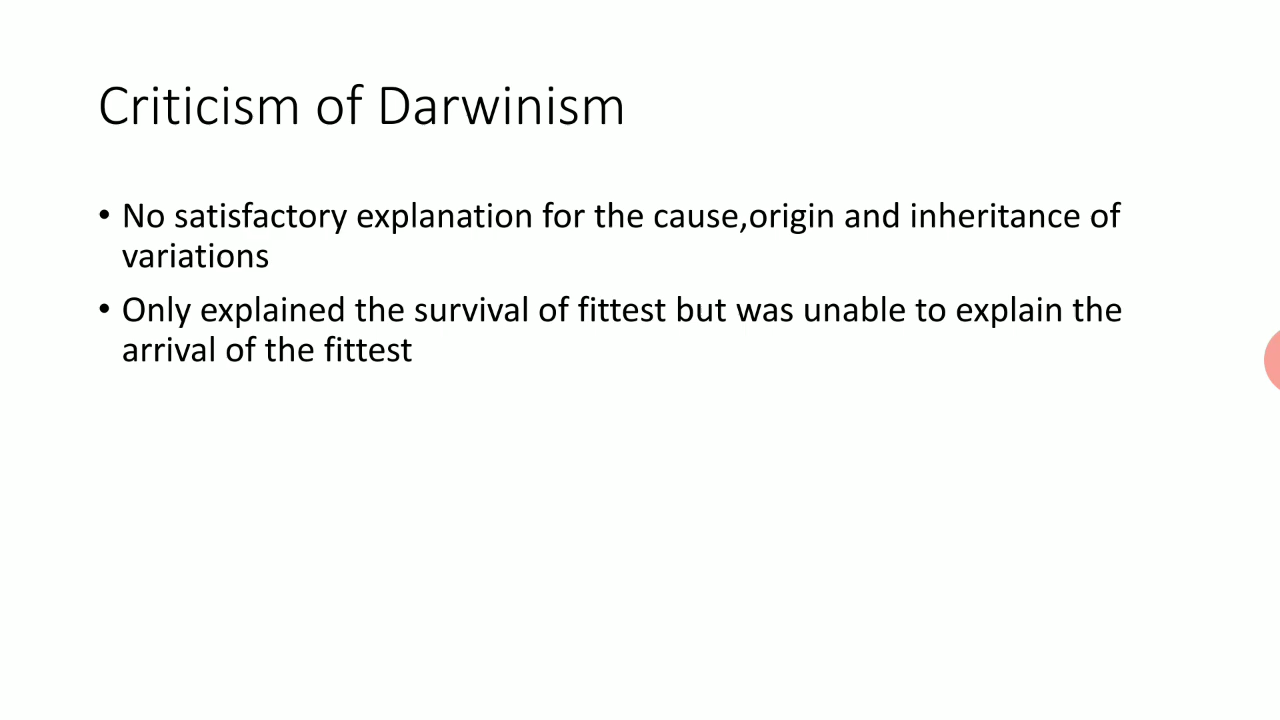 Criticism of Darwinism
• No satisfactory explanation for the cause,origin and inheritance of
variations
• Only explained the survival of fittest but was unable to explain the
arrival of the fittest